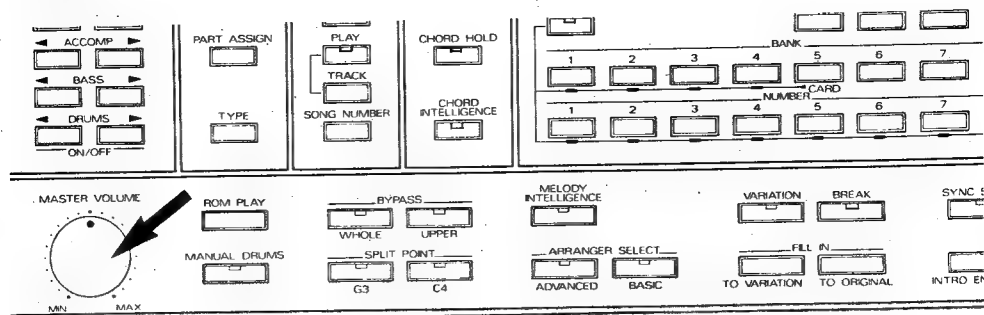 ◄ ACCOMP ►
◄ BASS ►
◄ DRUMS ►
ON/OFF
PART ASSIGN
TYPE
PLAY
TRACK
SONG NUMBER
CHORD HOLD
CHORD
INTELLIGENCE
BANK
1 2 3 4 5 6 7
CARD
NUMBER
1 2 3 4 5 6 7
MASTER VOLUME
MIN MAX
ROM PLAY
MANUAL DRUMS
BYPASS
WHOLE UPPER
SPLIT POINT
G3 C4
MELODY
INTELLIGENCE
ARRANGER SELECT
ADVANCED BASIC
VARIATION BREAK
FILL IN
TO VARIATION TO ORIGINAL
SYNC
INTRO